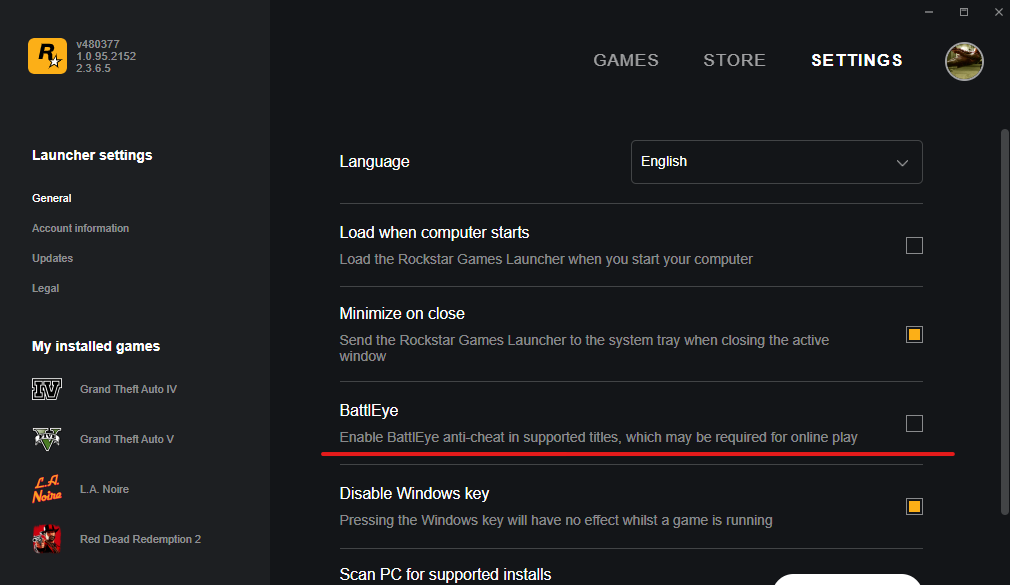 R
v480377
1.0.95.2152
2.3.6.5
GAMES
STORE
SETTINGS
Launcher settings
General
Account information
Updates
Legal
My installed games
IV
Grand Theft Auto IV
V
Grand Theft Auto V
L.A.
Noire
L.A. Noire
Red Dead Redemption 2
Language
English
Load when computer starts
Load the Rockstar Games Launcher when you start your computer
Minimize on close
Send the Rockstar Games Launcher to the system tray when closing the active
window
BattlEye
Enable BattlEye anti-cheat in supported titles, which may be required for online play
Disable Windows key
Pressing the Windows key will have no effect whilst a game is running
Scan PC for supported installs